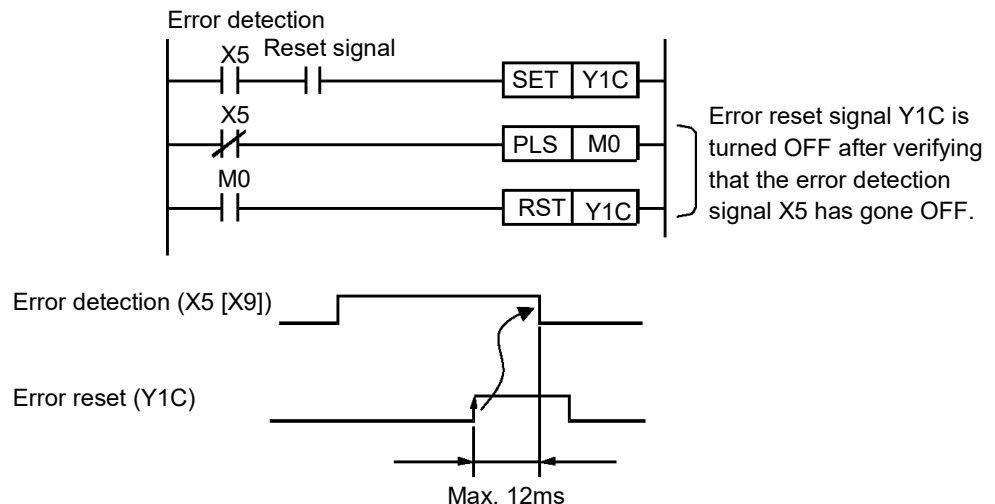 Error detection
X5 Reset signal
SET Y1C
X5
PLS M0
M0
RST Y1C
Error reset signal Y1C is
turned OFF after verifying
that the error detection
signal X5 has gone OFF.
Error detection (X5 [X9])
Error reset (Y1C)
Max. 12ms